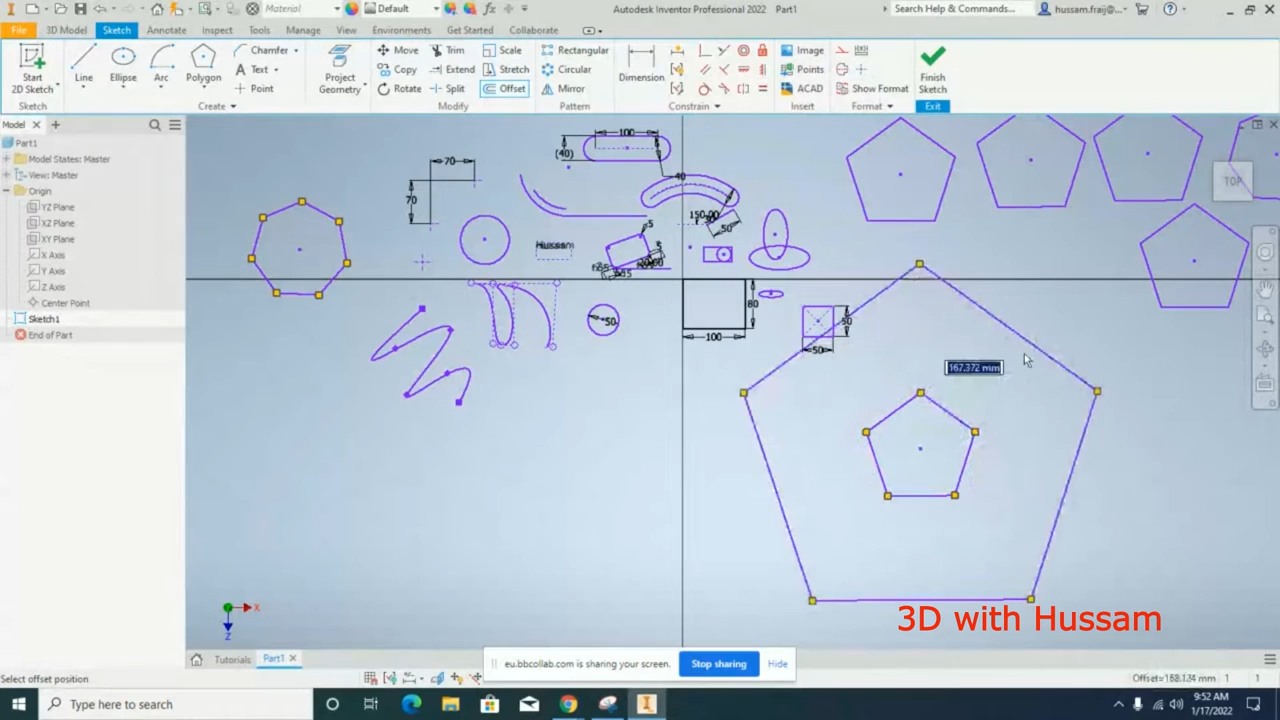 Material
Default
Autodesk Inventor Professional 2022 Part1
Search Help & Commands...
hussam.fraij@...
File
3D Model
Sketch
Annotate
Inspect
Tools
Manage
View
Environments
Get Started
Collaborate
Start
2D Sketch
Line
Ellipse
Arc
Polygon
Chamfer
Text
Point
Project
Geometry
Move
Copy
Rotate
Trim
Extend
Split
Scale
Stretch
Offset
Rectangular
Circular
Mirror
Dimension
Image
Points
ACAD
Show Format
Finish
Sketch
Sketch
Create
Modify
Pattern
Constrain
Insert
Format
Exit
Model
Part1
Model States: Master
View: Master
Origin
YZ Plane
XZ Plane
XY Plane
X Axis
Y Axis
Z Axis
Center Point
Sketch1
End of Part
TOP
100
(40)
40
70
70
150.00
50
5
Hussam
50
80
100
50
50
167.372 mm
X
Z
3D with Hussam
Tutorials
Part1
eu.bbcollab.com is sharing your screen.
Stop sharing
Hide
Select offset position
Offset=168.134 mm
1
1
Type here to search
9:52 AM
1/17/2022